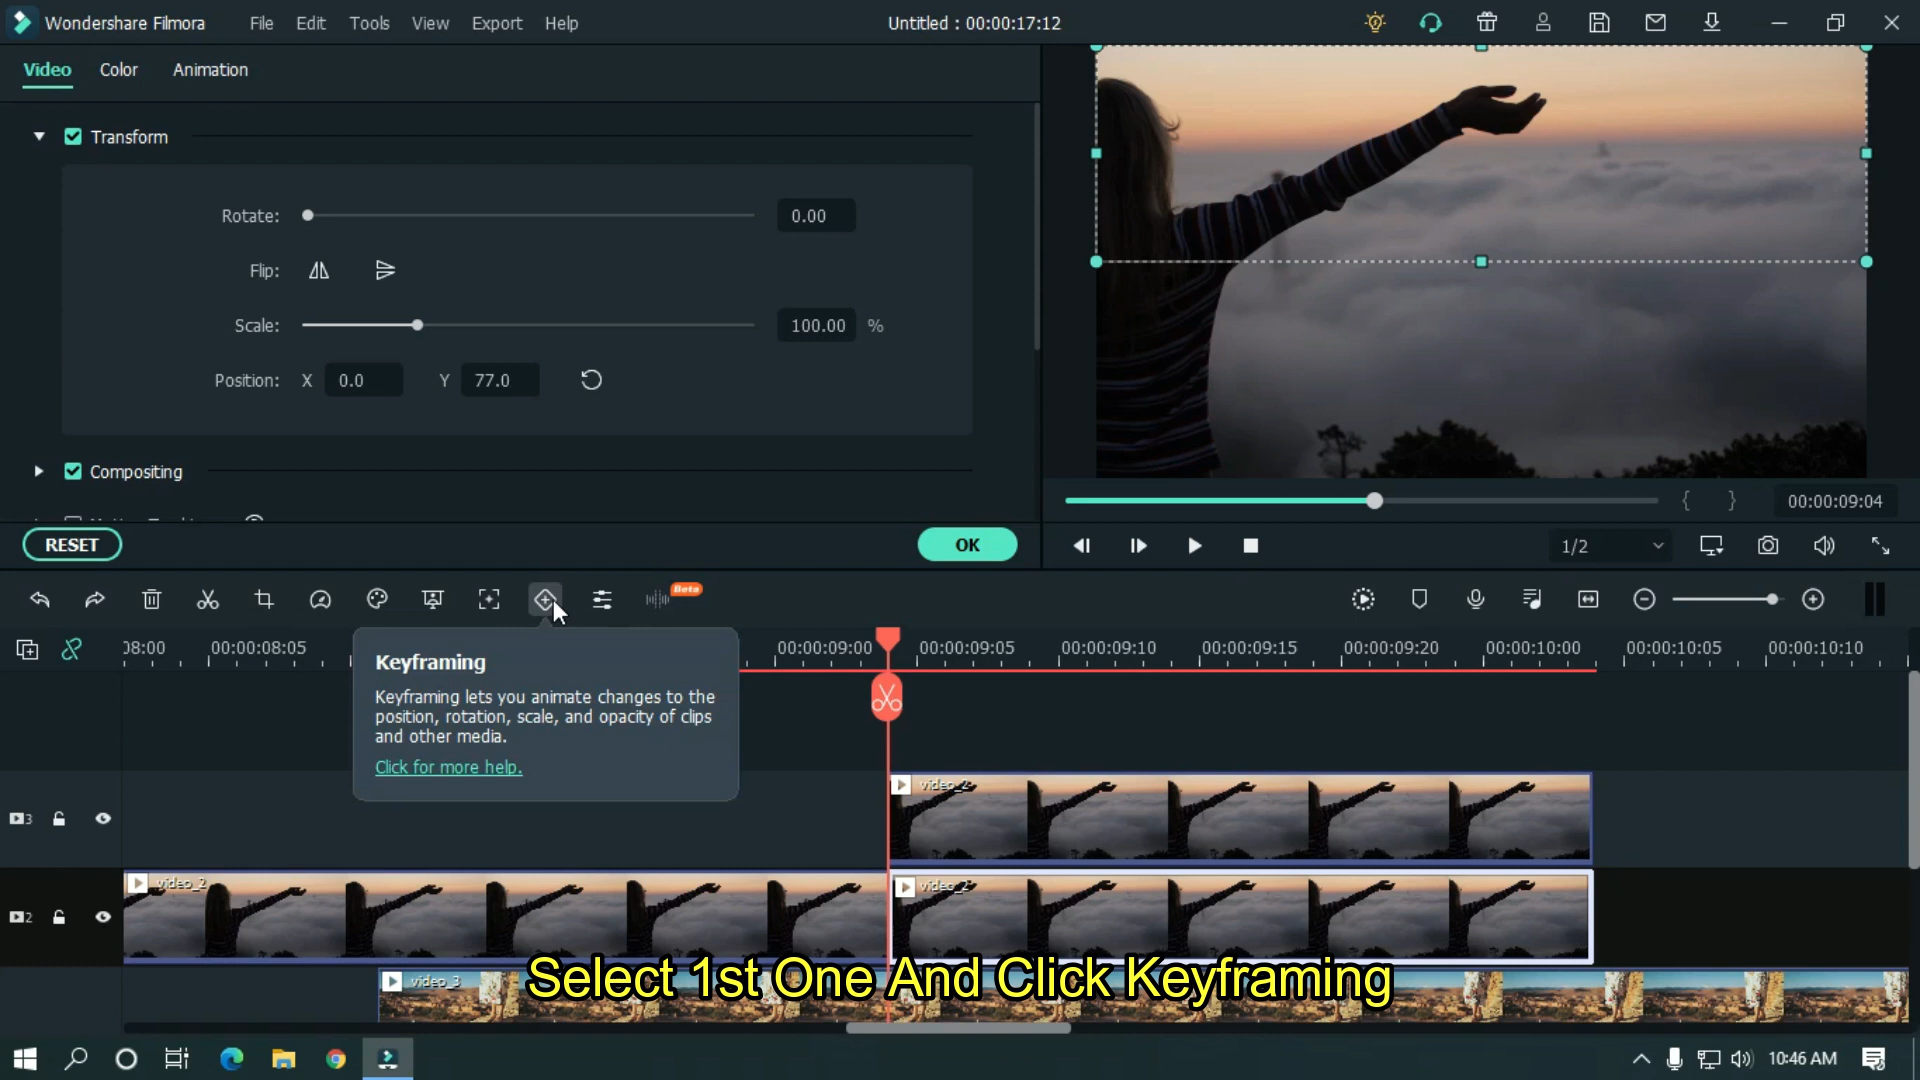 Wondershare Filmora
File
Edit
Tools
View
Export
Help
Untitled : 00:00:17:12
Video
Color
Animation
Transform
Rotate:
0.00
Flip:
Scale:
100.00 %
Position: X 0.0 Y 77.0
Compositing
RESET
OK
{ }
00:00:09:04
1/2
Beta
00:00:08:05
00:00:09:00
00:00:09:05
00:00:09:10
00:00:09:15
00:00:09:20
00:00:10:00
00:00:10:05
00:00:10:10
Keyframing
Keyframing lets you animate changes to the
position, rotation, scale, and opacity of clips
and other media.
Click for more help.
3
video_2
2
video_2
video_2
video_3
Select 1st One And Click Keyframing
10:46 AM